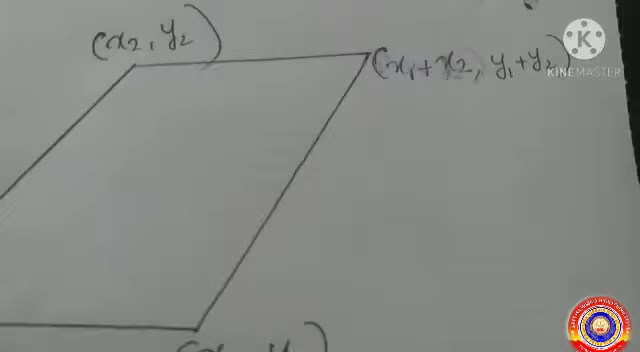 (x₂, y₂)
(x₁+x₂, y₁+y₂)
KINEMASTER